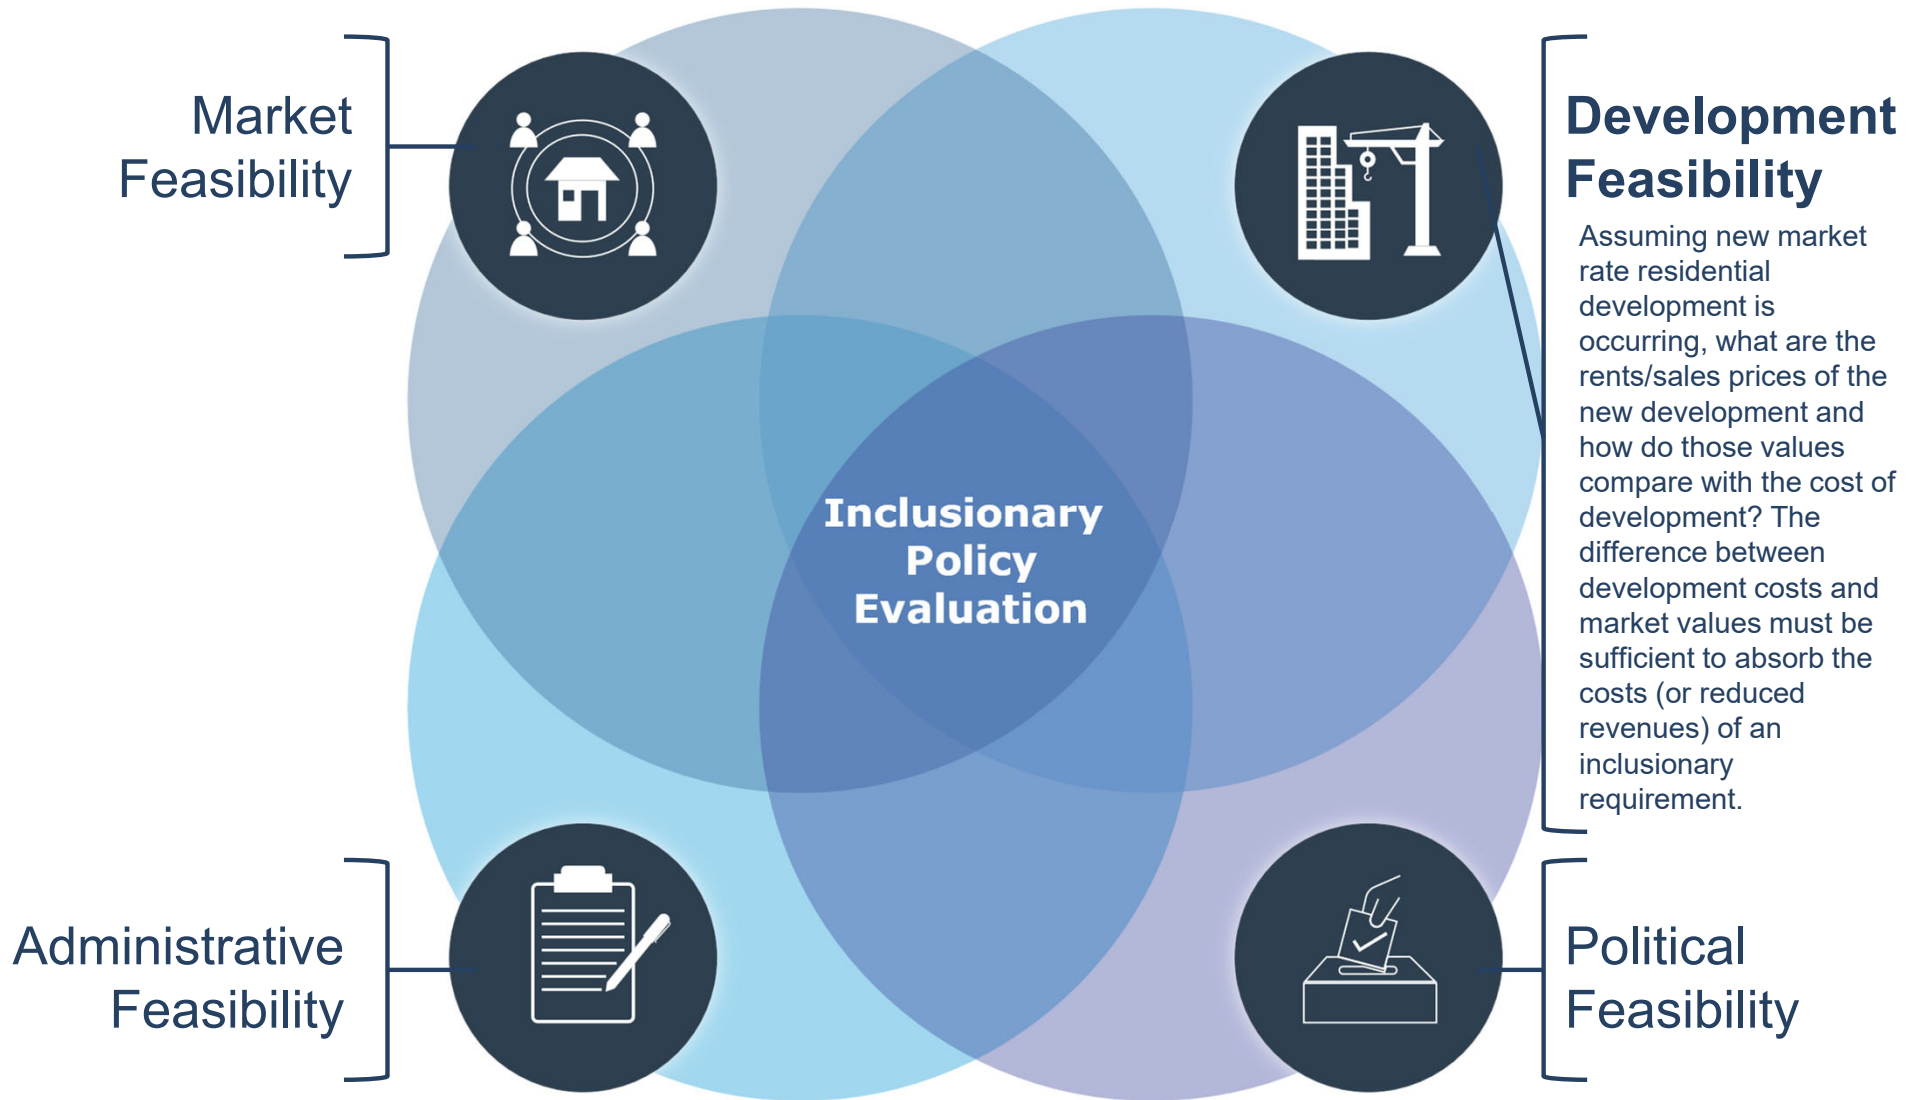 Market
Feasibility
Development
Feasibility
Assuming new market
rate residential
development is
occurring, what are the
rents/sales prices of the
new development and
how do those values
compare with the cost of
development? The
difference between
development costs and
market values must be
sufficient to absorb the
costs (or reduced
revenues) of an
inclusionary
requirement.
Inclusionary
Policy
Evaluation
Administrative
Feasibility
Political
Feasibility